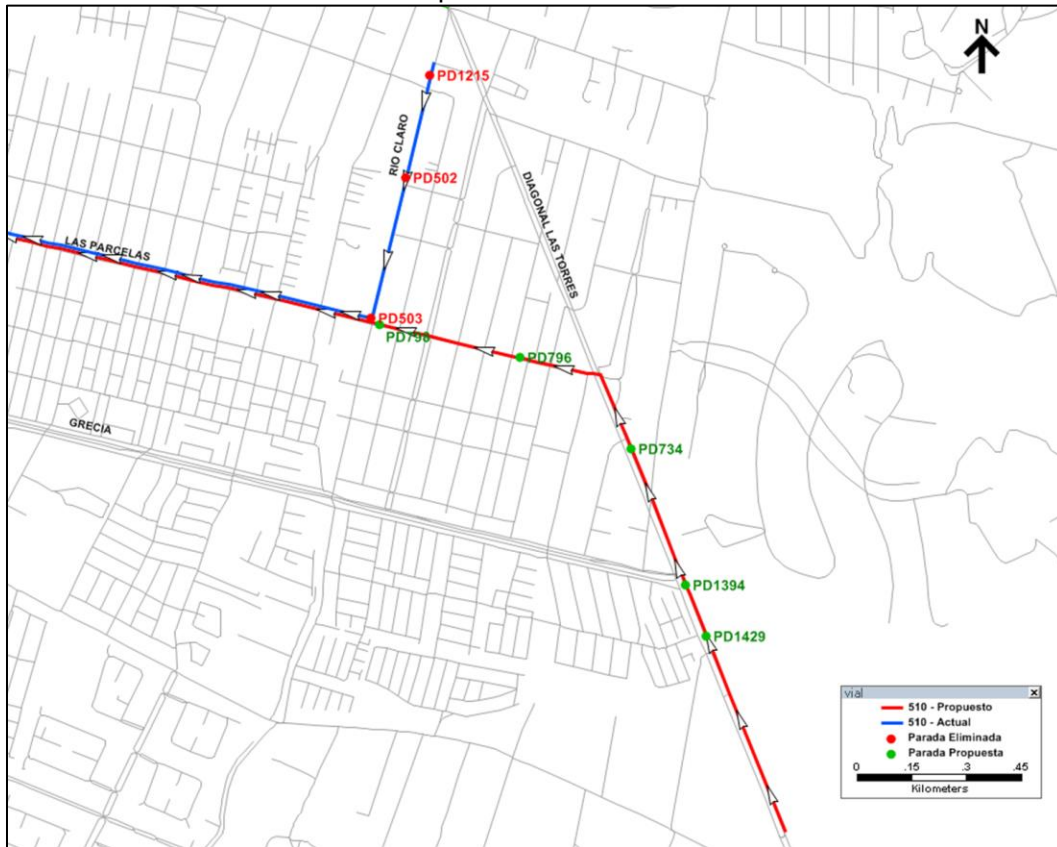 N
PD1215
RIO CLARO
PD502
DIAGONAL LAS TORRES
LAS PARCELAS
PD503
PD798
PD796
GRECIA
PD734
PD1394
PD1429
vial
510 - Propuesto
510 - Actual
Parada Eliminada
Parada Propuesta
0 .15 .3 .45
Kilometers